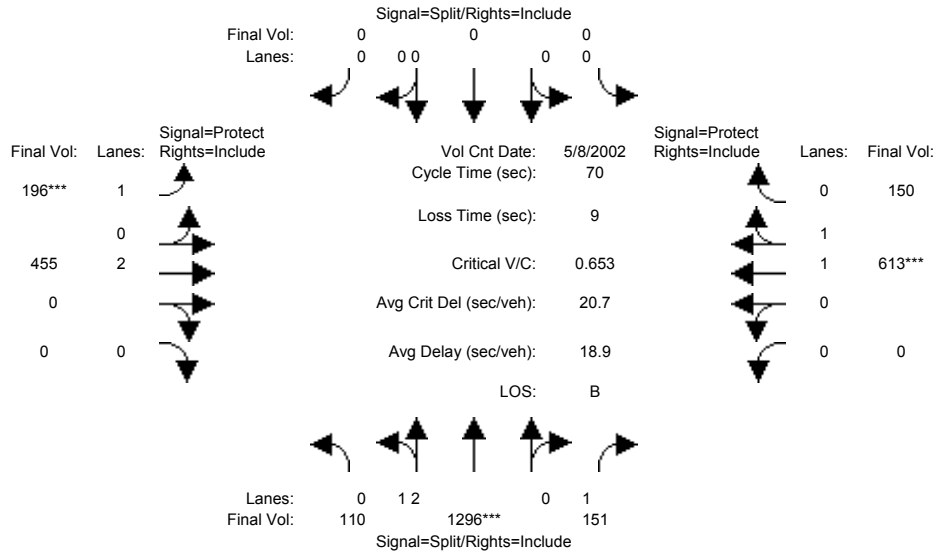 Signal=Split/Rights=Include
Final Vol: 0 0 0
Lanes: 0 0 0 0 0
Signal=Protect Signal=Protect
Final Vol: Lanes: Rights=Include Vol Cnt Date: 5/8/2002 Rights=Include Lanes: Final Vol:
Cycle Time (sec): 70
196*** 1 0 150
Loss Time (sec): 9
0 1
455 2 Critical V/C: 0.653 1 613***
0 Avg Crit Del (sec/veh): 20.7 0
0 0 Avg Delay (sec/veh): 18.9 0 0
LOS: B
Lanes: 0 1 2 0 1
Final Vol: 110 1296*** 151
Signal=Split/Rights=Include